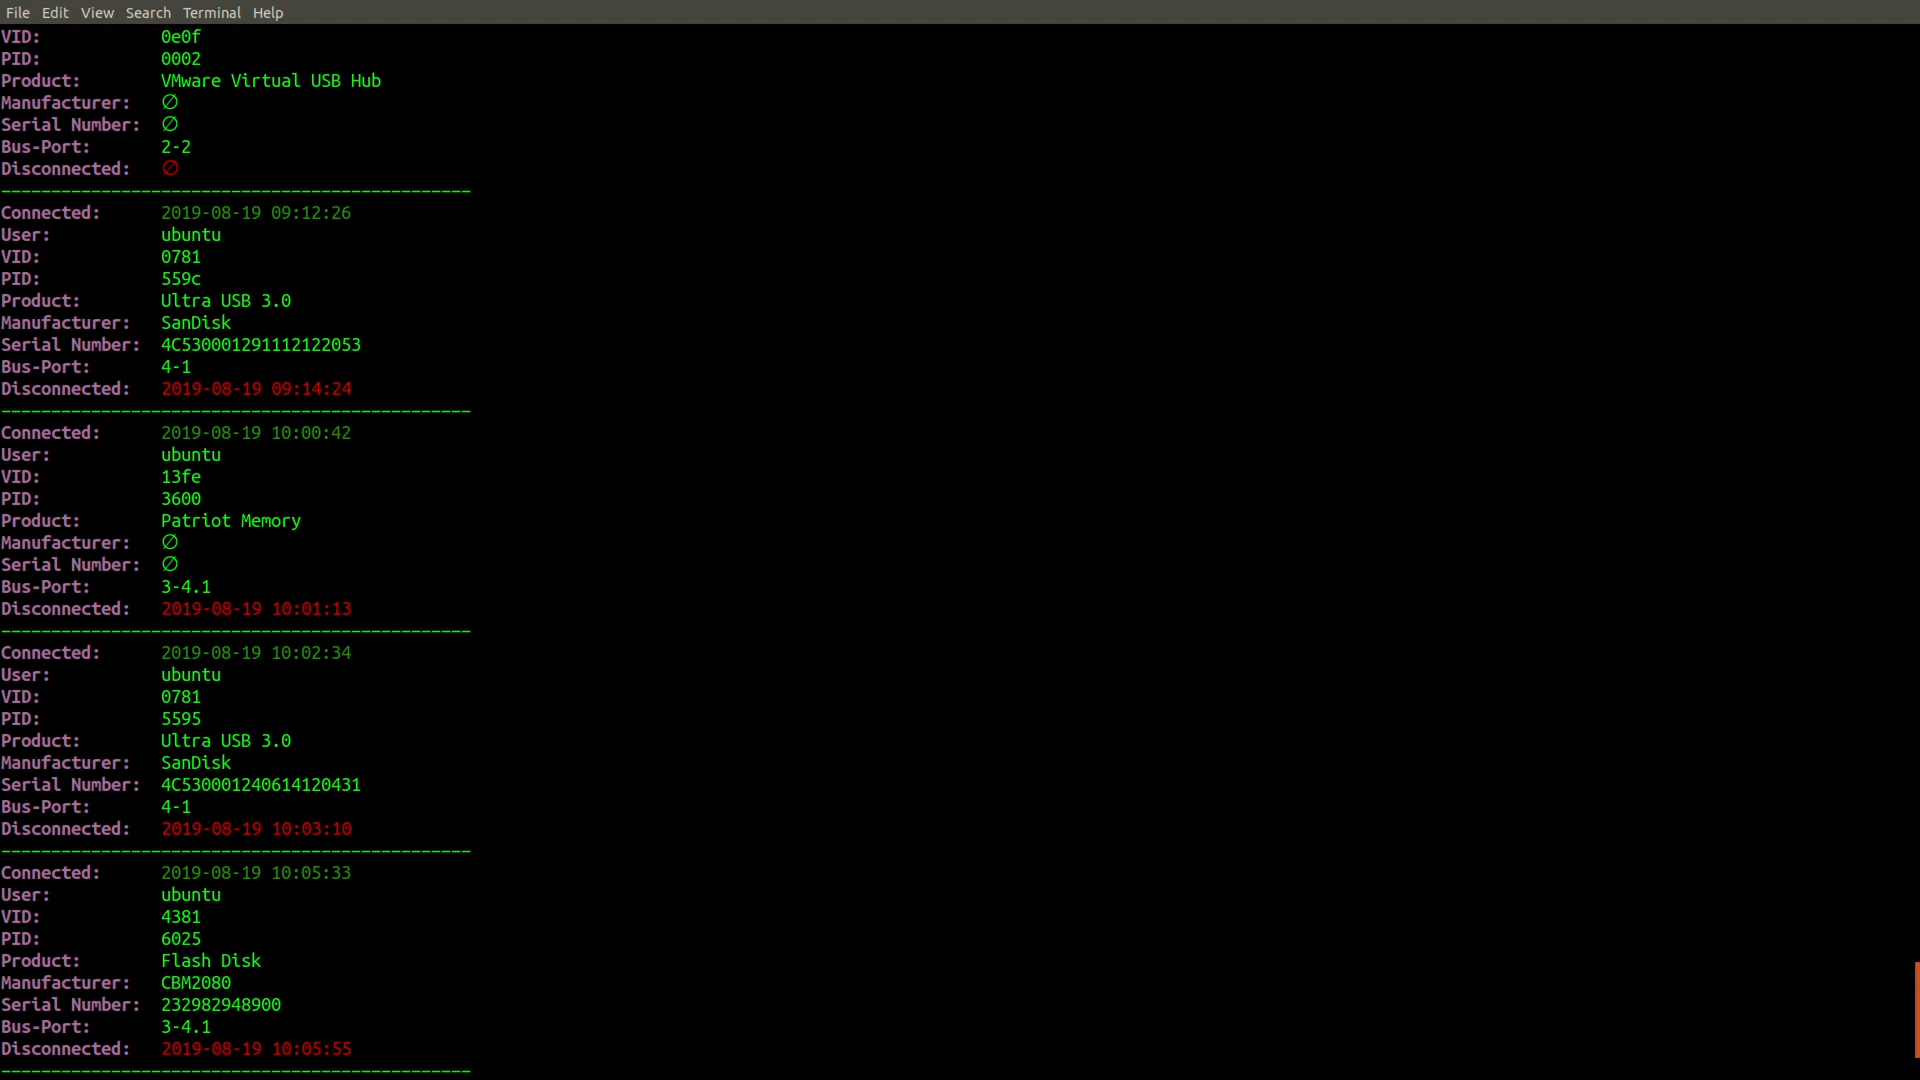 File Edit View Search Terminal Help
VID: 0e0f
PID: 0002
Product: VMware Virtual USB Hub
Manufacturer: ∅
Serial Number: ∅
Bus-Port: 2-2
Disconnected: ∅
-----------------------------------------------
Connected: 2019-08-19 09:12:26
User: ubuntu
VID: 0781
PID: 559c
Product: Ultra USB 3.0
Manufacturer: SanDisk
Serial Number: 4C530001291112122053
Bus-Port: 4-1
Disconnected: 2019-08-19 09:14:24
-----------------------------------------------
Connected: 2019-08-19 10:00:42
User: ubuntu
VID: 13fe
PID: 3600
Product: Patriot Memory
Manufacturer: ∅
Serial Number: ∅
Bus-Port: 3-4.1
Disconnected: 2019-08-19 10:01:13
-----------------------------------------------
Connected: 2019-08-19 10:02:34
User: ubuntu
VID: 0781
PID: 5595
Product: Ultra USB 3.0
Manufacturer: SanDisk
Serial Number: 4C530001240614120431
Bus-Port: 4-1
Disconnected: 2019-08-19 10:03:10
-----------------------------------------------
Connected: 2019-08-19 10:05:33
User: ubuntu
VID: 4381
PID: 6025
Product: Flash Disk
Manufacturer: CBM2080
Serial Number: 232982948900
Bus-Port: 3-4.1
Disconnected: 2019-08-19 10:05:55
-----------------------------------------------